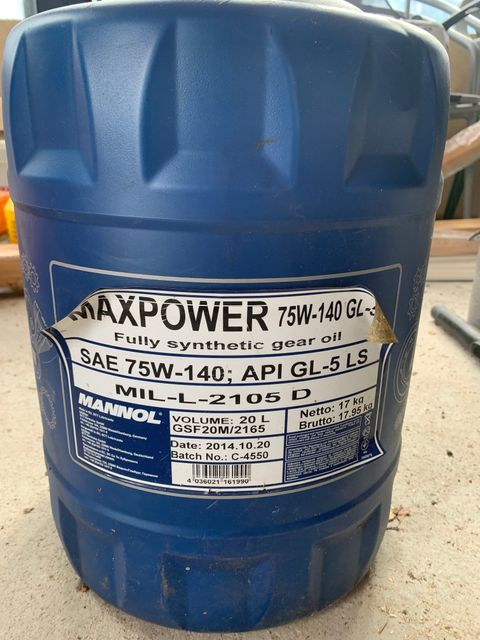 MAXPOWER 75W-140 GL-5
Fully synthetic gear oil
SAE 75W-140; API GL-5 LS
MIL-L-2105 D
MANNOL
VOLUME: 20 L
GSF20M/2165
Netto: 17 kg
Brutto: 17.95 kg
Date: 2014.10.20
Batch No.: C-4550
4 036021 161990